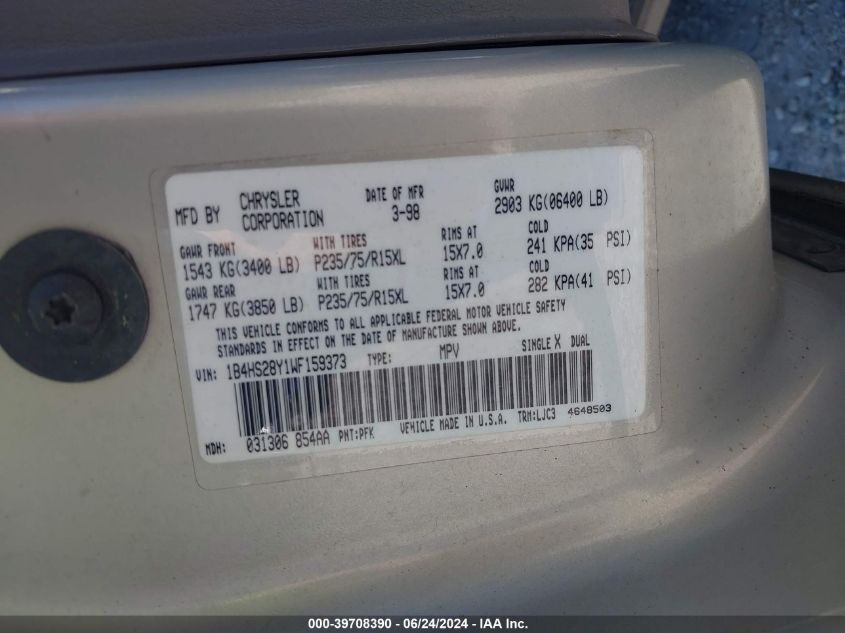 MFD BY CHRYSLER CORPORATION DATE OF MFR 3-98 GVWR 2903 KG(06400 LB)
GAWR FRONT WITH TIRES RIMS AT COLD
1543 KG(3400 LB) P235/75/R15XL 15X7.0 241 KPA(35 PSI)
GAWR REAR WITH TIRES RIMS AT COLD
1747 KG(3850 LB) P235/75/R15XL 15X7.0 282 KPA(41 PSI)
THIS VEHICLE CONFORMS TO ALL APPLICABLE FEDERAL MOTOR VEHICLE SAFETY
STANDARDS IN EFFECT ON THE DATE OF MANUFACTURE SHOWN ABOVE.
VIN: 1B4HS28Y1WF159373 TYPE: MPV SINGLE X DUAL
MDH: 031306 854AA PNT:PFK VEHICLE MADE IN U.S.A. TRM:LJC3 4648503
000-39708390 - 06/24/2024 - IAA Inc.